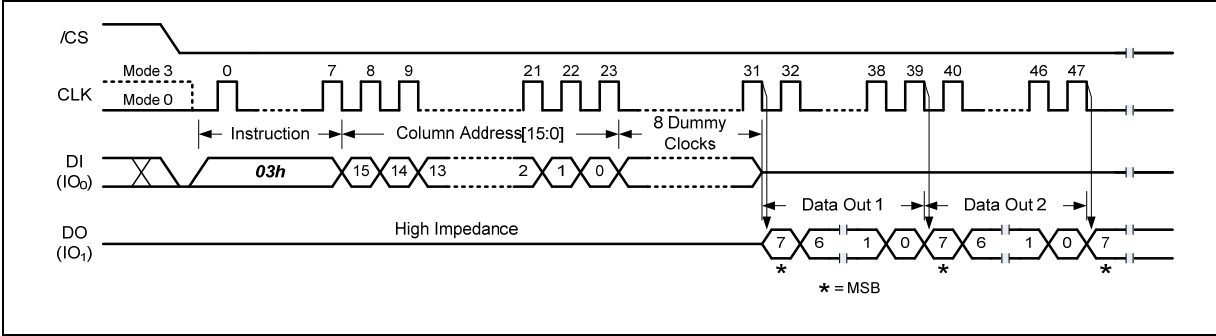 /CS
Mode 3 0 7 8 9 21 22 23 31 32 38 39 40 46 47
CLK
Mode 0
Instruction Column Address[15:0] 8 Dummy
Clocks
DI
(IO₀)
03h 15 14 13 2 1 0
Data Out 1 Data Out 2
DO
(IO₁)
High Impedance
7 6 1 0 7 6 1 0 7
* * *
* = MSB